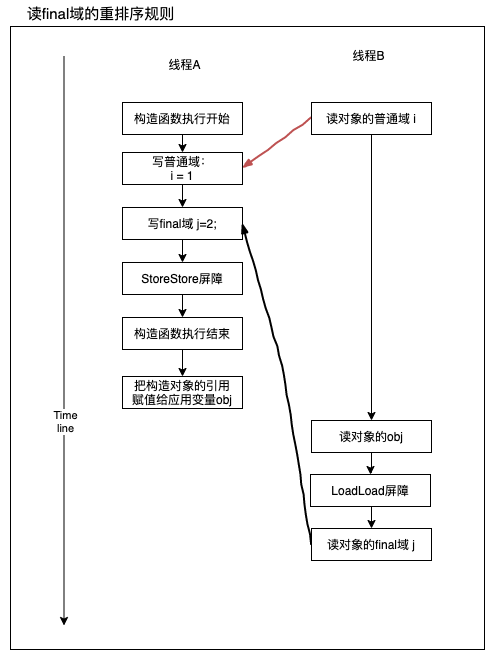 读final域的重排序规则
线程A
线程B
构造函数执行开始
读对象的普通域 i
写普通域：
i = 1
写final域 j=2;
StoreStore屏障
构造函数执行结束
把构造对象的引用
赋值给应用变量obj
Time
line
读对象的obj
LoadLoad屏障
读对象的final域 j